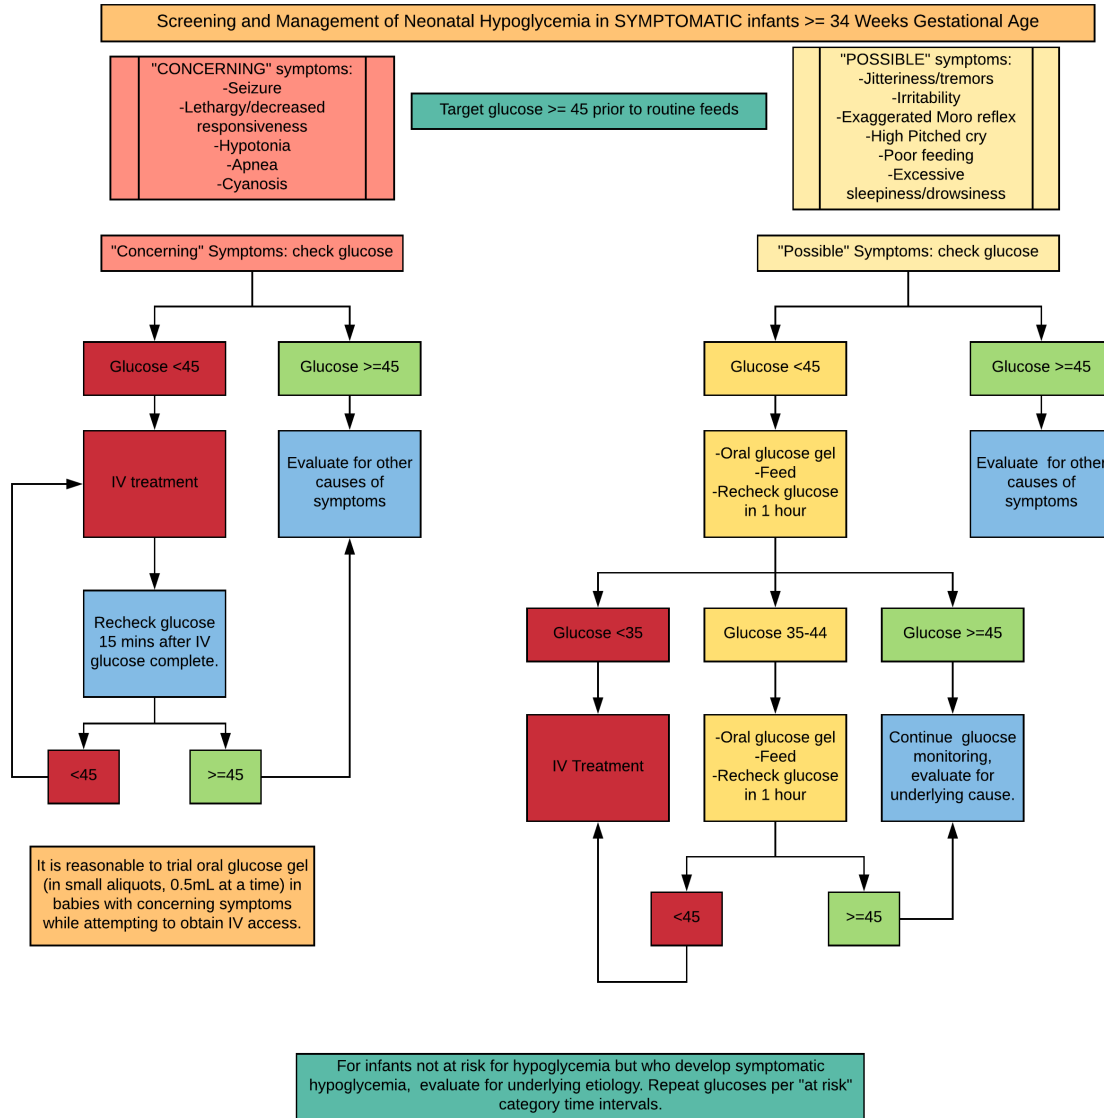 Screening and Management of Neonatal Hypoglycemia in SYMPTOMATIC infants >= 34 Weeks Gestational Age
"CONCERNING" symptoms:
-Seizure
-Lethargy/decreased
responsiveness
-Hypotonia
-Apnea
-Cyanosis
Target glucose >= 45 prior to routine feeds
"POSSIBLE" symptoms:
-Jitteriness/tremors
-Irritability
-Exaggerated Moro reflex
-High Pitched cry
-Poor feeding
-Excessive
sleepiness/drowsiness
"Concerning" Symptoms: check glucose
Glucose <45
Glucose >=45
IV treatment
Evaluate for other
causes of
symptoms
Recheck glucose
15 mins after IV
glucose complete.
<45
>=45
It is reasonable to trial oral glucose gel
(in small aliquots, 0.5mL at a time) in
babies with concerning symptoms
while attempting to obtain IV access.
"Possible" Symptoms: check glucose
Glucose <45
Glucose >=45
-Oral glucose gel
-Feed
-Recheck glucose
in 1 hour
Evaluate for other
causes of
symptoms
Glucose <35
Glucose 35-44
Glucose >=45
IV Treatment
-Oral glucose gel
-Feed
-Recheck glucose
in 1 hour
Continue gluocse
monitoring,
evaluate for
underlying cause.
<45
>=45
For infants not at risk for hypoglycemia but who develop symptomatic
hypoglycemia, evaluate for underlying etiology. Repeat glucoses per "at risk"
category time intervals.